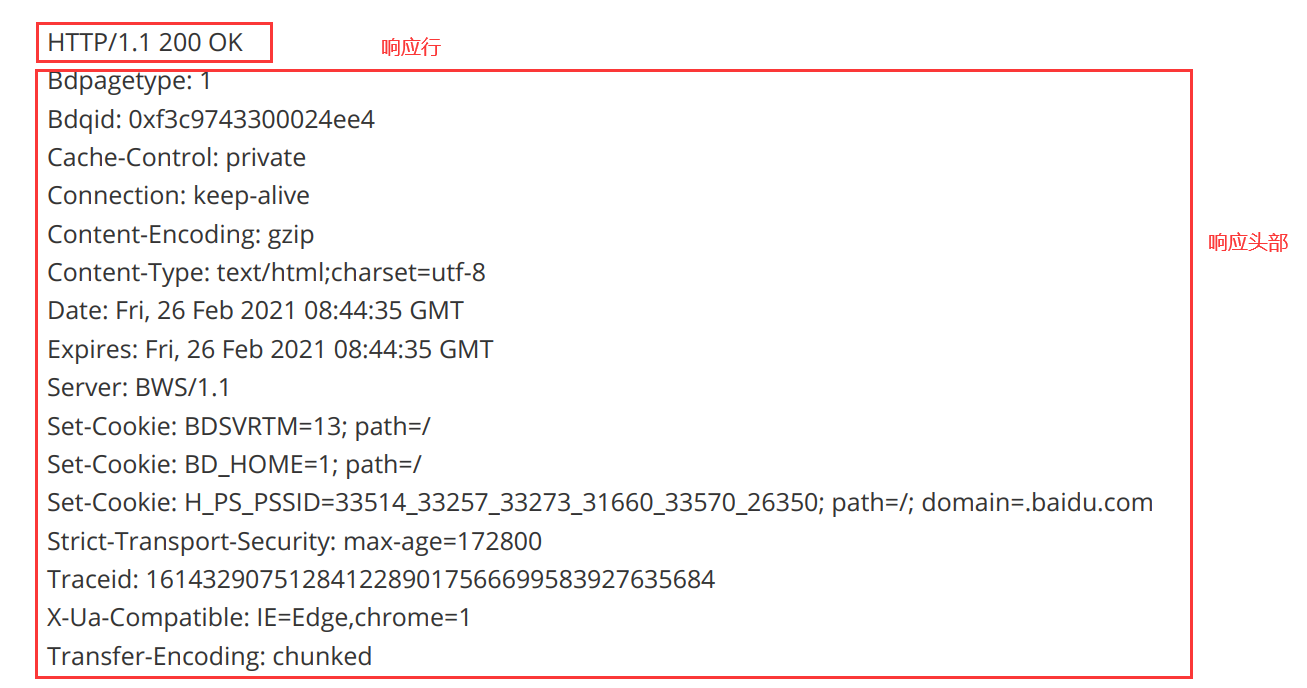 HTTP/1.1 200 OK
响应行
Bdpagetype: 1
Bdqid: 0xf3c9743300024ee4
Cache-Control: private
Connection: keep-alive
Content-Encoding: gzip
响应头部
Content-Type: text/html;charset=utf-8
Date: Fri, 26 Feb 2021 08:44:35 GMT
Expires: Fri, 26 Feb 2021 08:44:35 GMT
Server: BWS/1.1
Set-Cookie: BDSVRTM=13; path=/
Set-Cookie: BD_HOME=1; path=/
Set-Cookie: H_PS_PSSID=33514_33257_33273_31660_33570_26350; path=/; domain=.baidu.com
Strict-Transport-Security: max-age=172800
Traceid: 1614329075128412289017566699583927635684
X-Ua-Compatible: IE=Edge,chrome=1
Transfer-Encoding: chunked